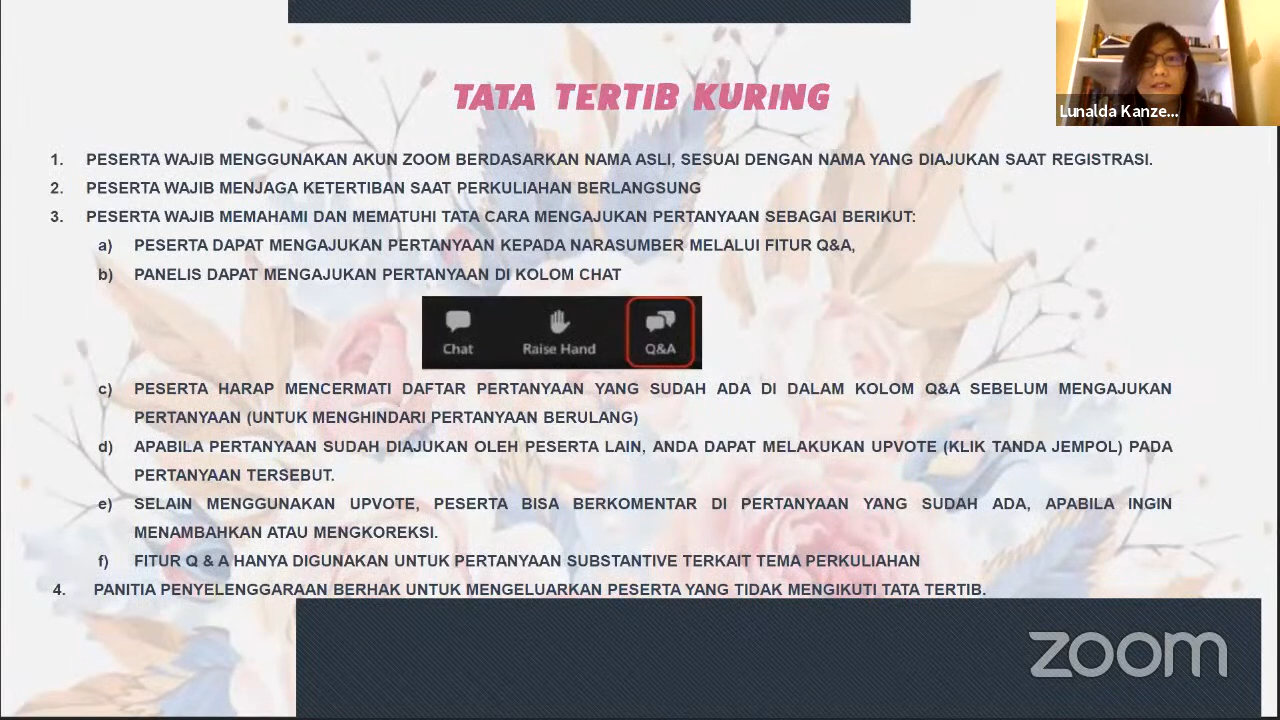 TATA TERTIB KURING
Lunalda Kanze...
1. PESERTA WAJIB MENGGUNAKAN AKUN ZOOM BERDASARKAN NAMA ASLI, SESUAI DENGAN NAMA YANG DIAJUKAN SAAT REGISTRASI.
2. PESERTA WAJIB MENJAGA KETERTIBAN SAAT PERKULIAHAN BERLANGSUNG
3. PESERTA WAJIB MEMAHAMI DAN MEMATUHI TATA CARA MENGAJUKAN PERTANYAAN SEBAGAI BERIKUT:
a) PESERTA DAPAT MENGAJUKAN PERTANYAAN KEPADA NARASUMBER MELALUI FITUR Q&A,
b) PANELIS DAPAT MENGAJUKAN PERTANYAAN DI KOLOM CHAT
Chat Raise Hand Q&A
c) PESERTA HARAP MENCERMATI DAFTAR PERTANYAAN YANG SUDAH ADA DI DALAM KOLOM Q&A SEBELUM MENGAJUKAN
PERTANYAAN (UNTUK MENGHINDARI PERTANYAAN BERULANG)
d) APABILA PERTANYAAN SUDAH DIAJUKAN OLEH PESERTA LAIN, ANDA DAPAT MELAKUKAN UPVOTE (KLIK TANDA JEMPOL) PADA
PERTANYAAN TERSEBUT.
e) SELAIN MENGGUNAKAN UPVOTE, PESERTA BISA BERKOMENTAR DI PERTANYAAN YANG SUDAH ADA, APABILA INGIN
MENAMBAHKAN ATAU MENGKOREKSI.
f) FITUR Q & A HANYA DIGUNAKAN UNTUK PERTANYAAN SUBSTANTIVE TERKAIT TEMA PERKULIAHAN
4. PANITIA PENYELENGGARAAN BERHAK UNTUK MENGELUARKAN PESERTA YANG TIDAK MENGIKUTI TATA TERTIB.
zoom